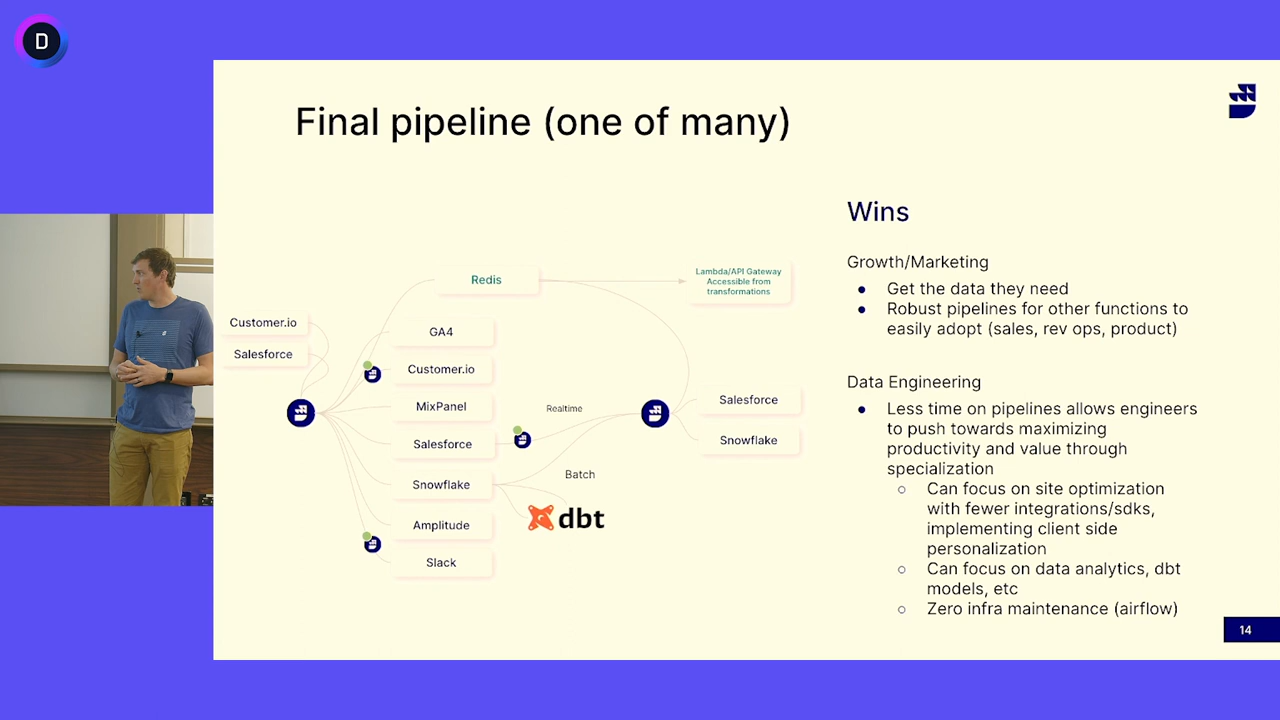 D
Final pipeline (one of many)
Wins
Growth/Marketing
Get the data they need
Robust pipelines for other functions to
easily adopt (sales, rev ops, product)
Data Engineering
Less time on pipelines allows engineers
to push towards maximizing
productivity and value through
specialization
Can focus on site optimization
with fewer integrations/sdks,
implementing client side
personalization
Can focus on data analytics, dbt
models, etc
Zero infra maintenance (airflow)
Redis
Lambda/API Gateway
Accessible from
transformations
Customer.io
Salesforce
GA4
Customer.io
MixPanel
Salesforce
Snowflake
Amplitude
Slack
Realtime
Batch
dbt
Salesforce
Snowflake
14